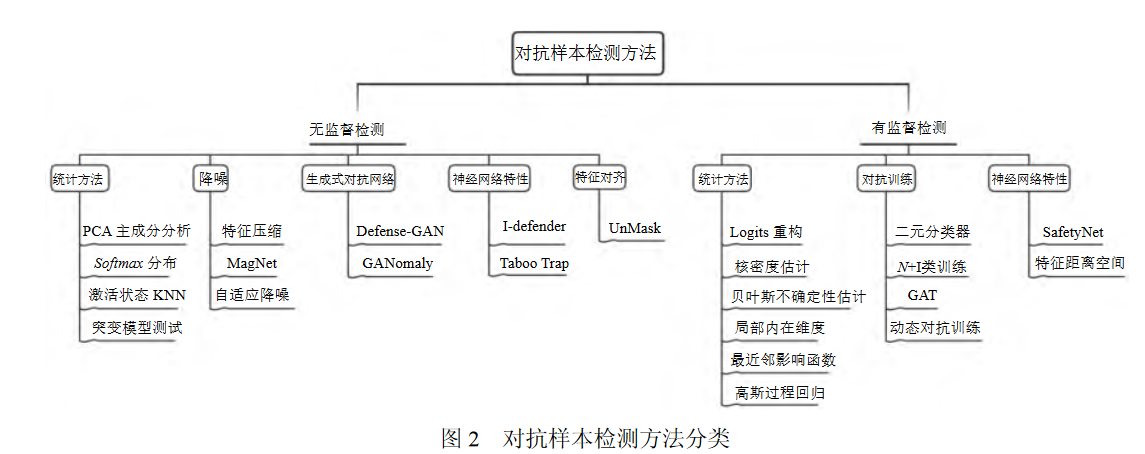 对抗样本检测方法
无监督检测
有监督检测
统计方法
降噪
生成式对抗网络
神经网络特性
特征对齐
统计方法
对抗训练
神经网络特性
PCA 主成分分析
Softmax 分布
激活状态 KNN
突变模型测试
特征压缩
MagNet
自适应降噪
Defense-GAN
GANomaly
I-defender
Taboo Trap
UnMask
Logits 重构
核密度估计
贝叶斯不确定性估计
局部内在维度
最近邻影响函数
高斯过程回归
二元分类器
N+I类训练
GAT
动态对抗训练
SafetyNet
特征距离空间
图 2 对抗样本检测方法分类